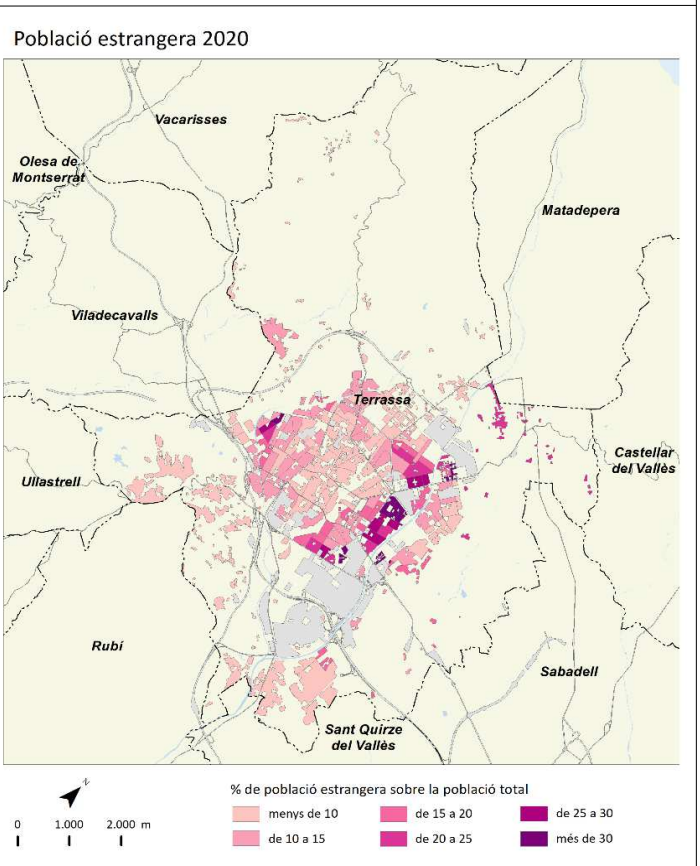 Població estrangera 2020
Vacarisses
Olesa de
Montserrat
Matadepera
Viladecavalls
Terrassa
Castellar
del Vallès
Ullastrell
Rubí
Sabadell
Sant Quirze
del Vallès
N
0 1.000 2.000 m
% de població estrangera sobre la població total
menys de 10
de 15 a 20
de 25 a 30
de 10 a 15
de 20 a 25
més de 30